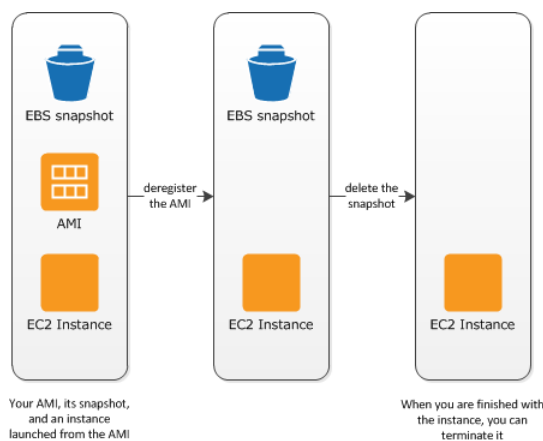 EBS snapshot
AMI
EC2 Instance
deregister
the AMI
EBS snapshot
EC2 Instance
delete the
snapshot
EC2 Instance
Your AMI, its snapshot,
and an instance
launched from the AMI
When you are finished with
the instance, you can
terminate it